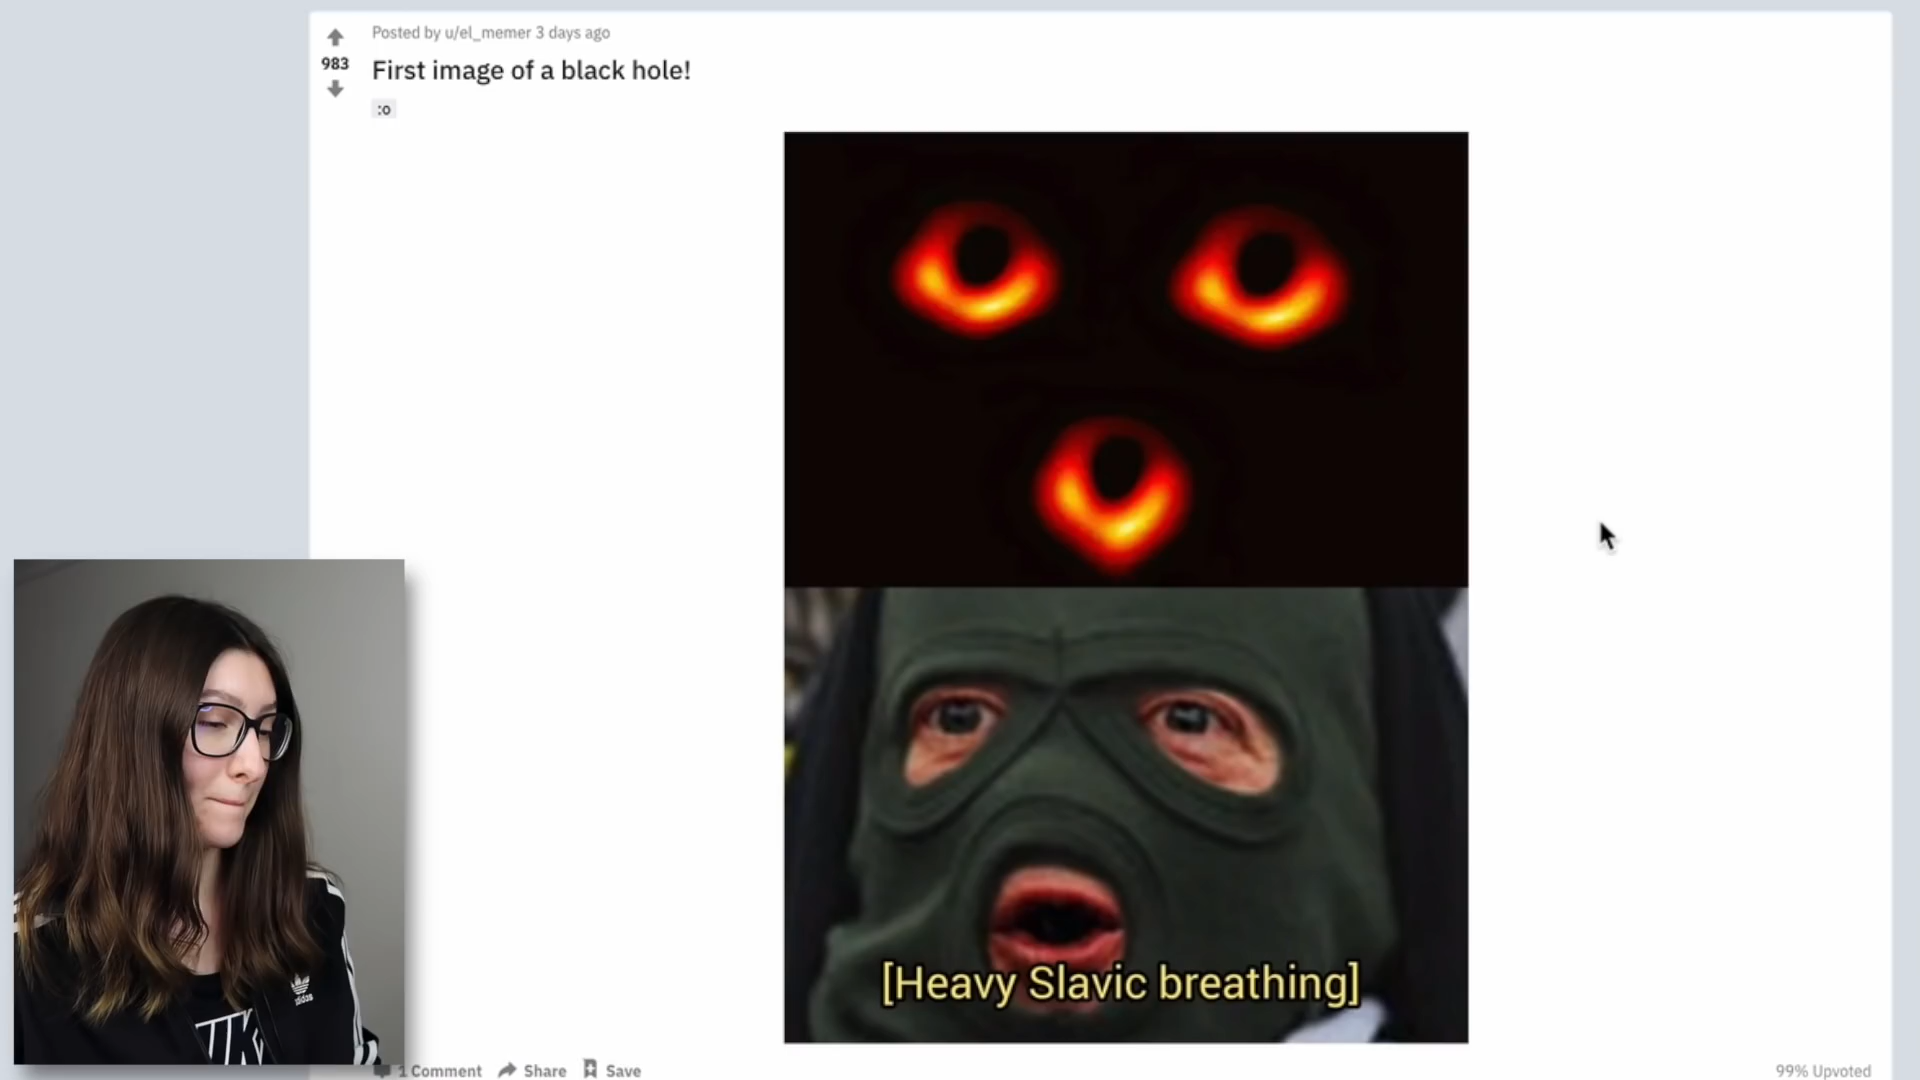 Posted by u/el_memer 3 days ago
983
First image of a black hole!
:o
[Heavy Slavic breathing]
adidas
1 Comment Share Save
99% Upvoted